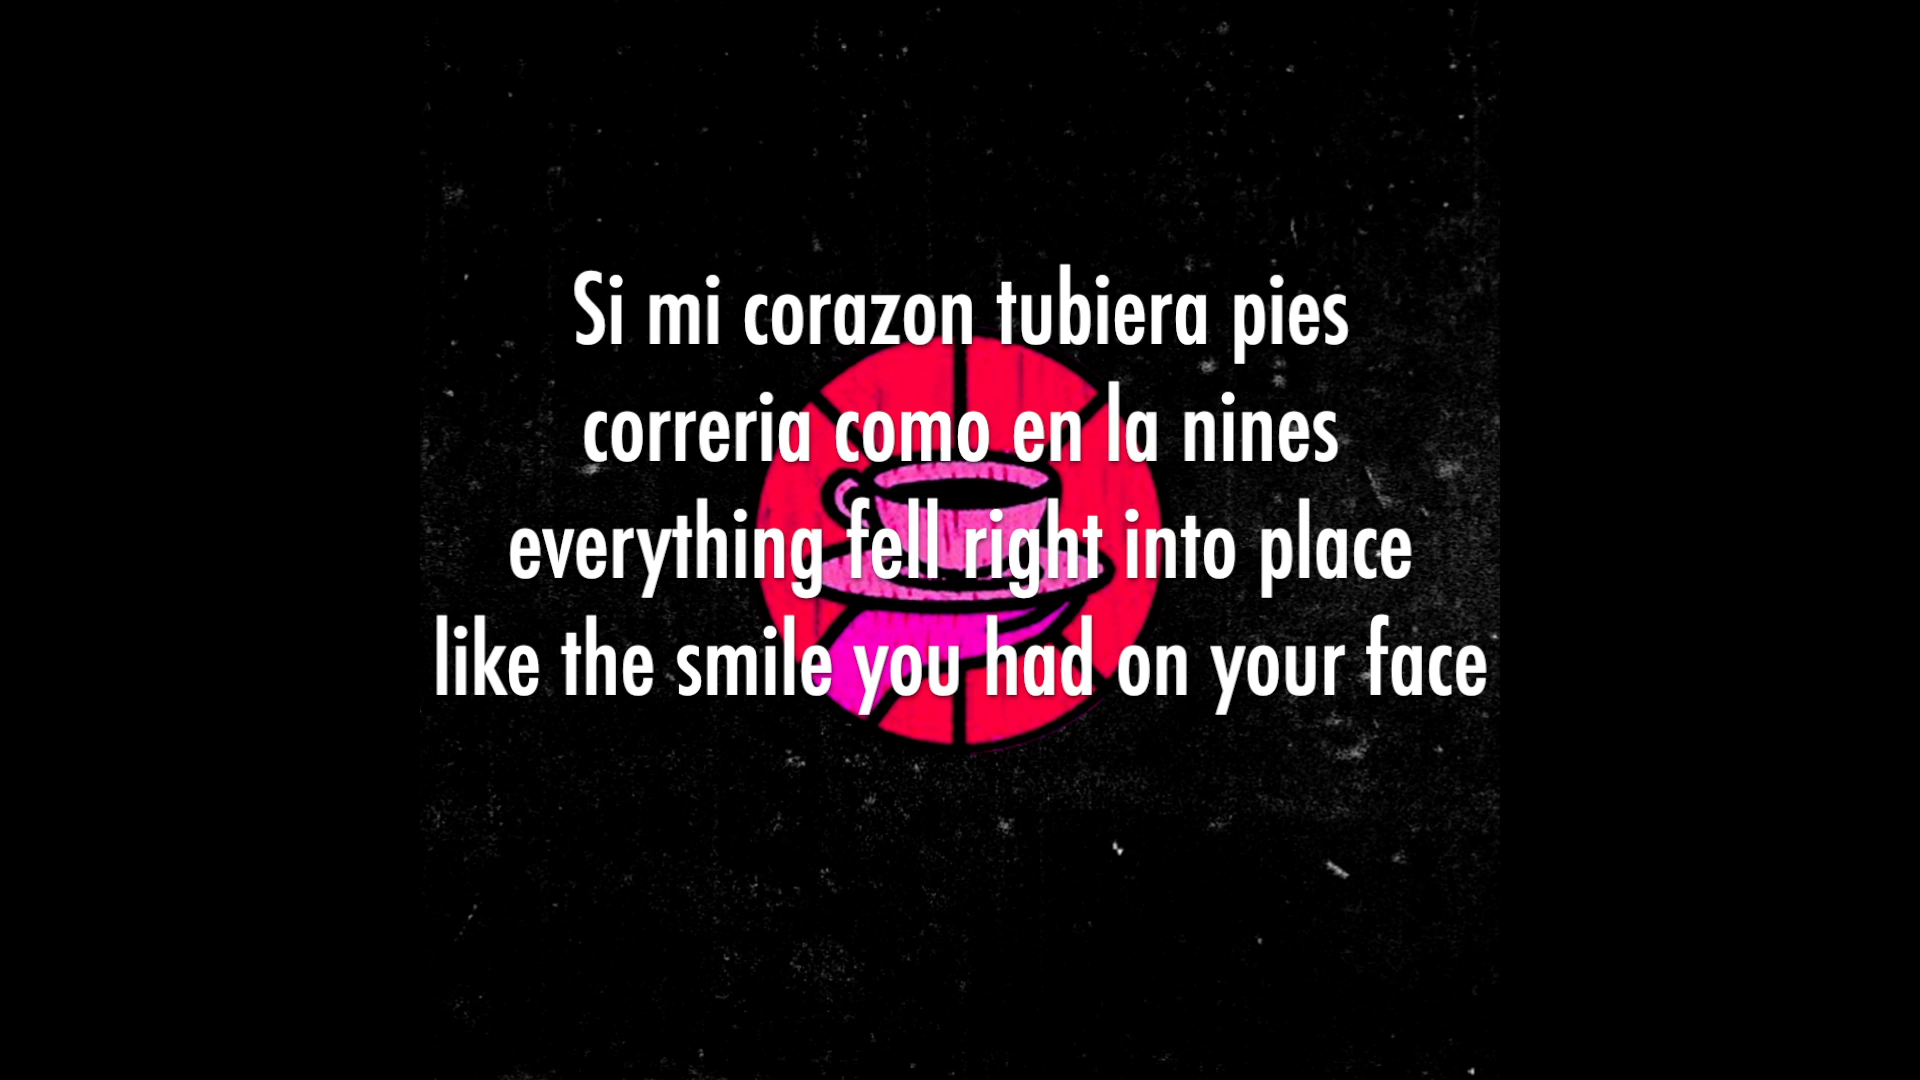 Si mi corazon tubiera pies
correria como en la nines
everything fell right into place
like the smile you had on your face